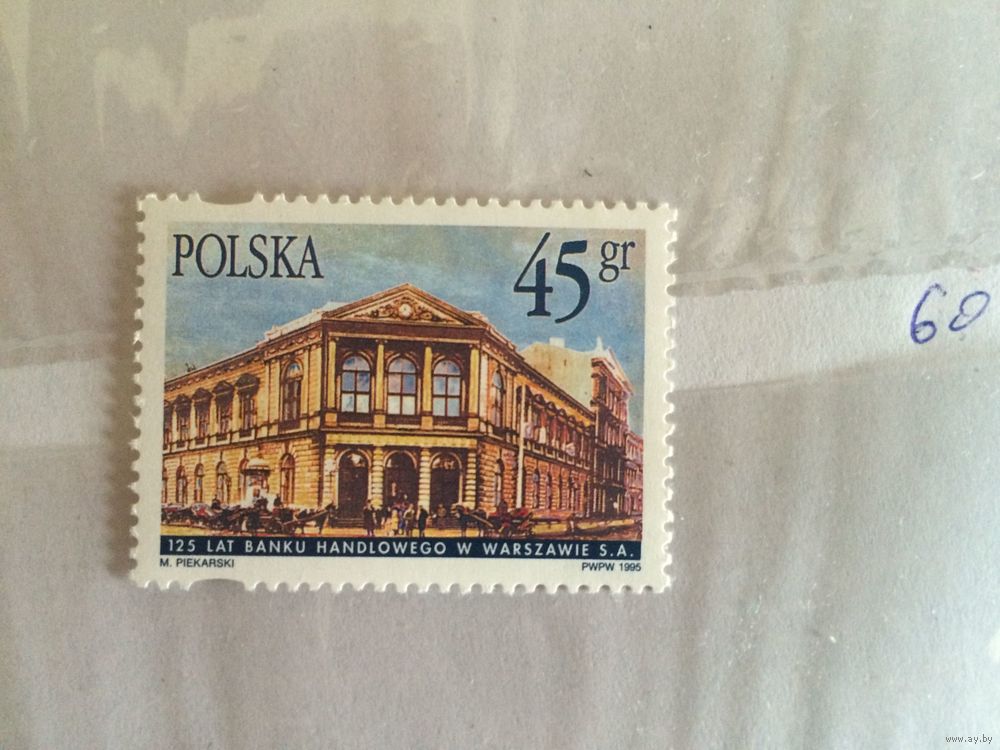 POLSKA
45 gr
60
125 LAT BANKU HANDLOWEGO W WARSZAWIE S.A.
M. PIEKARSKI
PWPW 1995
www.ay.by